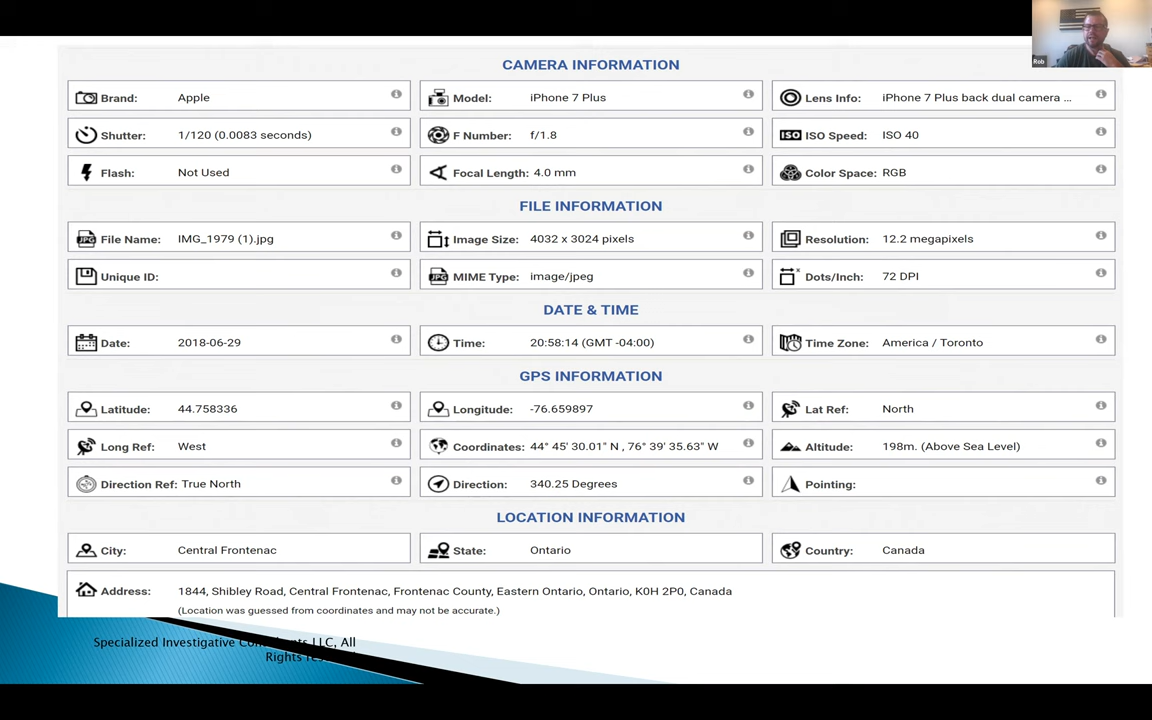 Rob
CAMERA INFORMATION
Brand: Apple
Model: iPhone 7 Plus
Lens Info: iPhone 7 Plus back dual camera ...
Shutter: 1/120 (0.0083 seconds)
F Number: f/1.8
ISO ISO Speed: ISO 40
Flash: Not Used
Focal Length: 4.0 mm
Color Space: RGB
FILE INFORMATION
JPG File Name: IMG_1979 (1).jpg
Image Size: 4032 x 3024 pixels
Resolution: 12.2 megapixels
Unique ID:
JPG MIME Type: image/jpeg
Dots/Inch: 72 DPI
DATE & TIME
Date: 2018-06-29
Time: 20:58:14 (GMT -04:00)
Time Zone: America / Toronto
GPS INFORMATION
Latitude: 44.758336
Longitude: -76.659897
Lat Ref: North
Long Ref: West
Coordinates: 44° 45' 30.01" N , 76° 39' 35.63" W
Altitude: 198m. (Above Sea Level)
Direction Ref: True North
Direction: 340.25 Degrees
Pointing:
LOCATION INFORMATION
City: Central Frontenac
State: Ontario
Country: Canada
Address: 1844, Shibley Road, Central Frontenac, Frontenac County, Eastern Ontario, Ontario, K0H 2P0, Canada
(Location was guessed from coordinates and may not be accurate.)
Specialized Investigative Consultants LLC, All
Rights